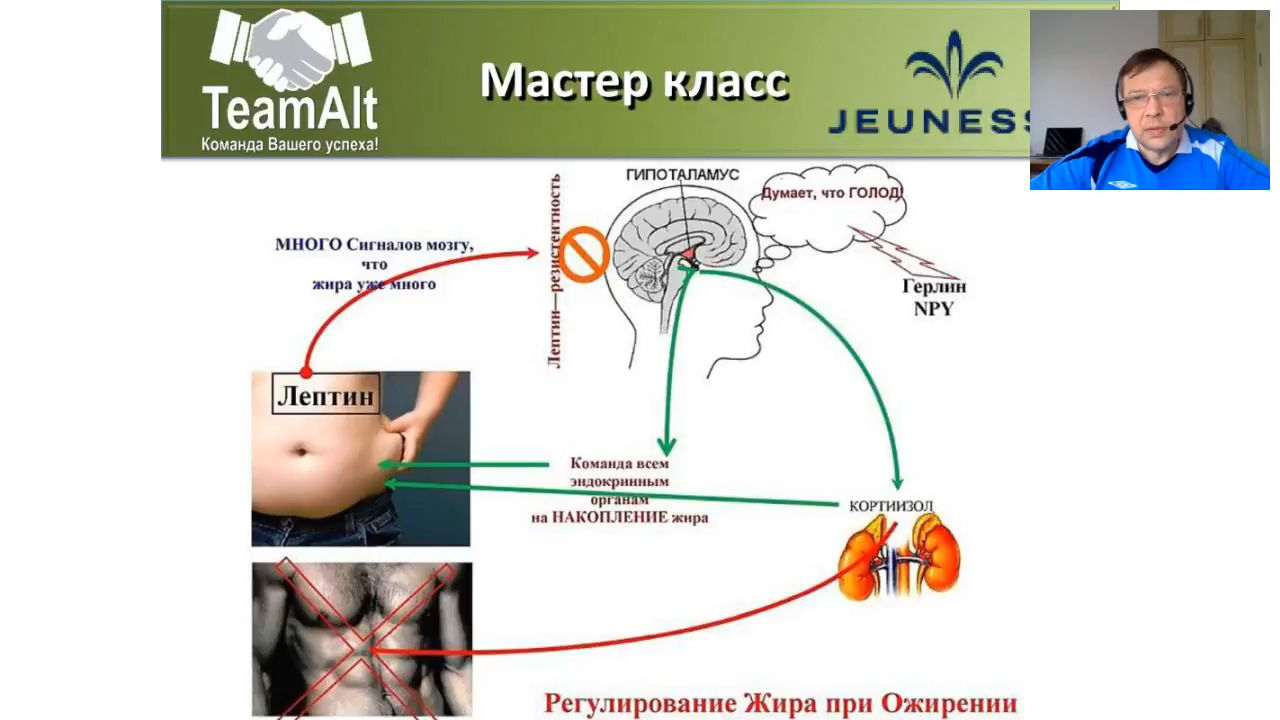 TeamAlt
Команда Вашего успеха!
Мастер класс
JEUNESS
ГИПОТАЛАМУС
Думает, что ГОЛОД!
Лептин—резистентность
МНОГО Сигналов мозгу,
что
жира уже много
Герлин
NPY
Лептин
Команда всем
эндокринным
органам
на НАКОПЛЕНИЕ жира
КОРТИИЗОЛ
Регулирование Жира при Ожирении